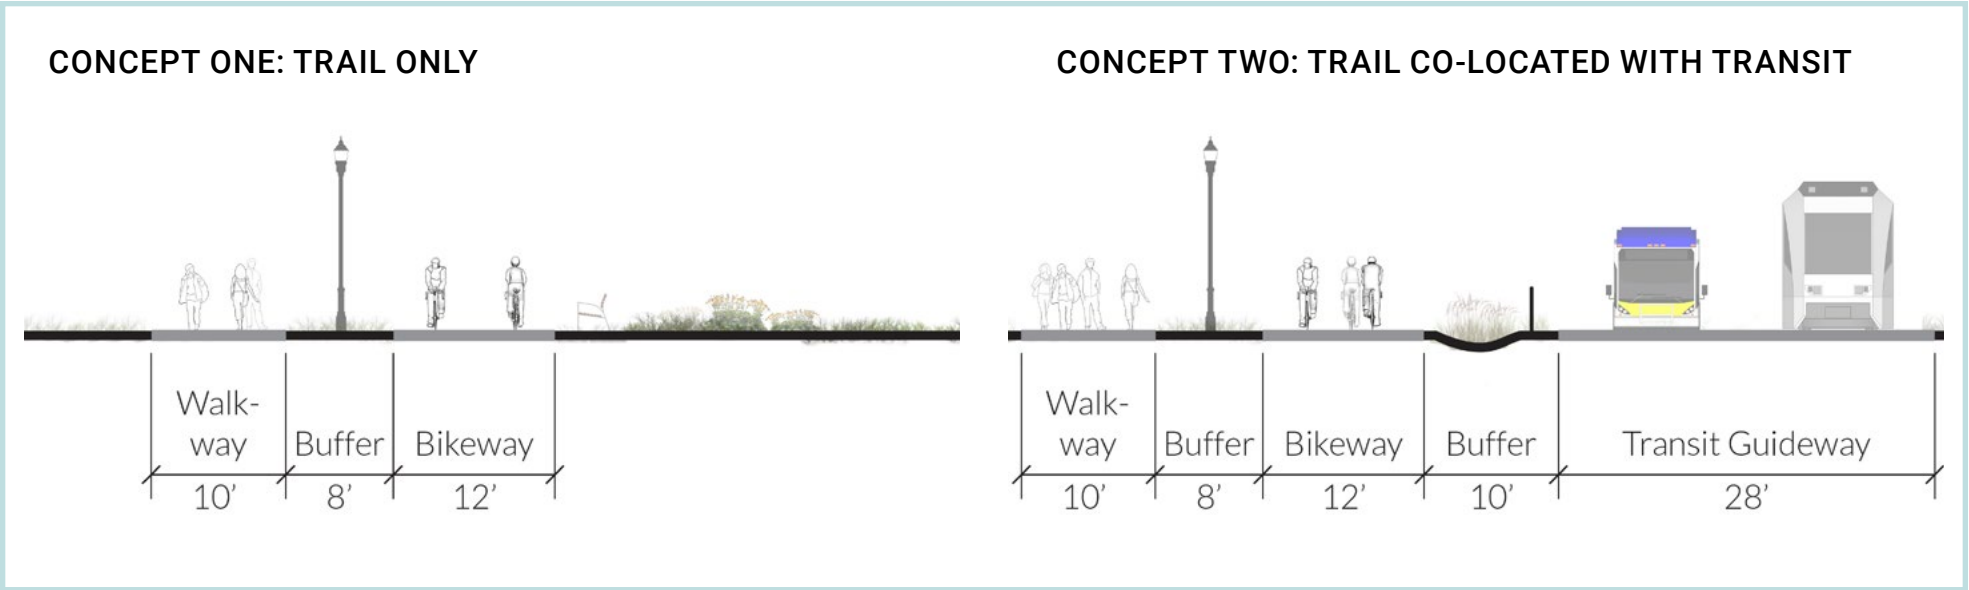 CONCEPT ONE: TRAIL ONLY
Walk-
way
Buffer
Bikeway
10’
8’
12’
CONCEPT TWO: TRAIL CO-LOCATED WITH TRANSIT
Walk-
way
Buffer
Bikeway
Buffer
Transit Guideway
10’
8’
12’
10’
28’